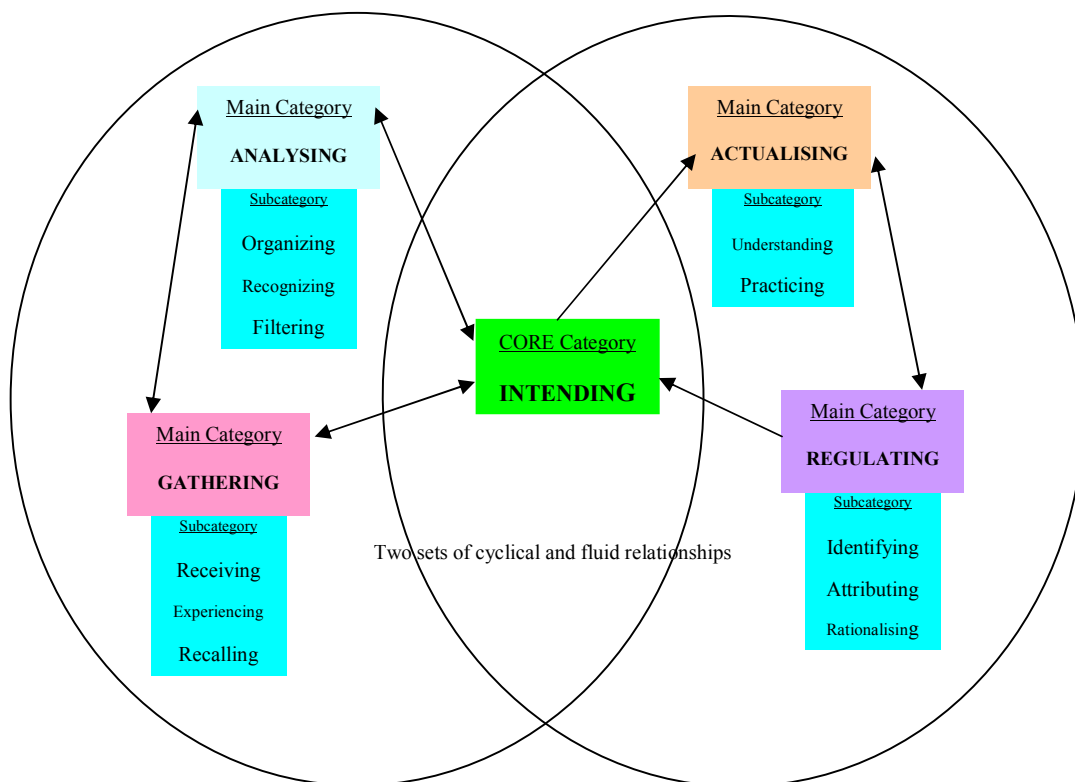 Main Category
ANALYSING
Subcategory
Organizing
Recognizing
Filtering
Main Category
ACTUALISING
Subcategory
Understanding
Practicing
CORE Category
INTENDING
Main Category
GATHERING
Subcategory
Receiving
Experiencing
Recalling
Main Category
REGULATING
Subcategory
Identifying
Attributing
Rationalising
Two sets of cyclical and fluid relationships